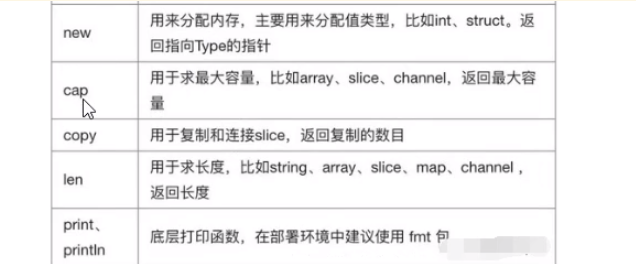 new
用来分配内存，主要用来分配值类型，比如int、struct。返
回指向Type的指针
cap
用于求最大容量，比如array、slice、channel，返回最大容
量
copy
用于复制和连接slice，返回复制的数目
len
用于求长度，比如string、array、slice、map、channel ，
返回长度
print、
println
底层打印函数，在部署环境中建议使用 fmt 包